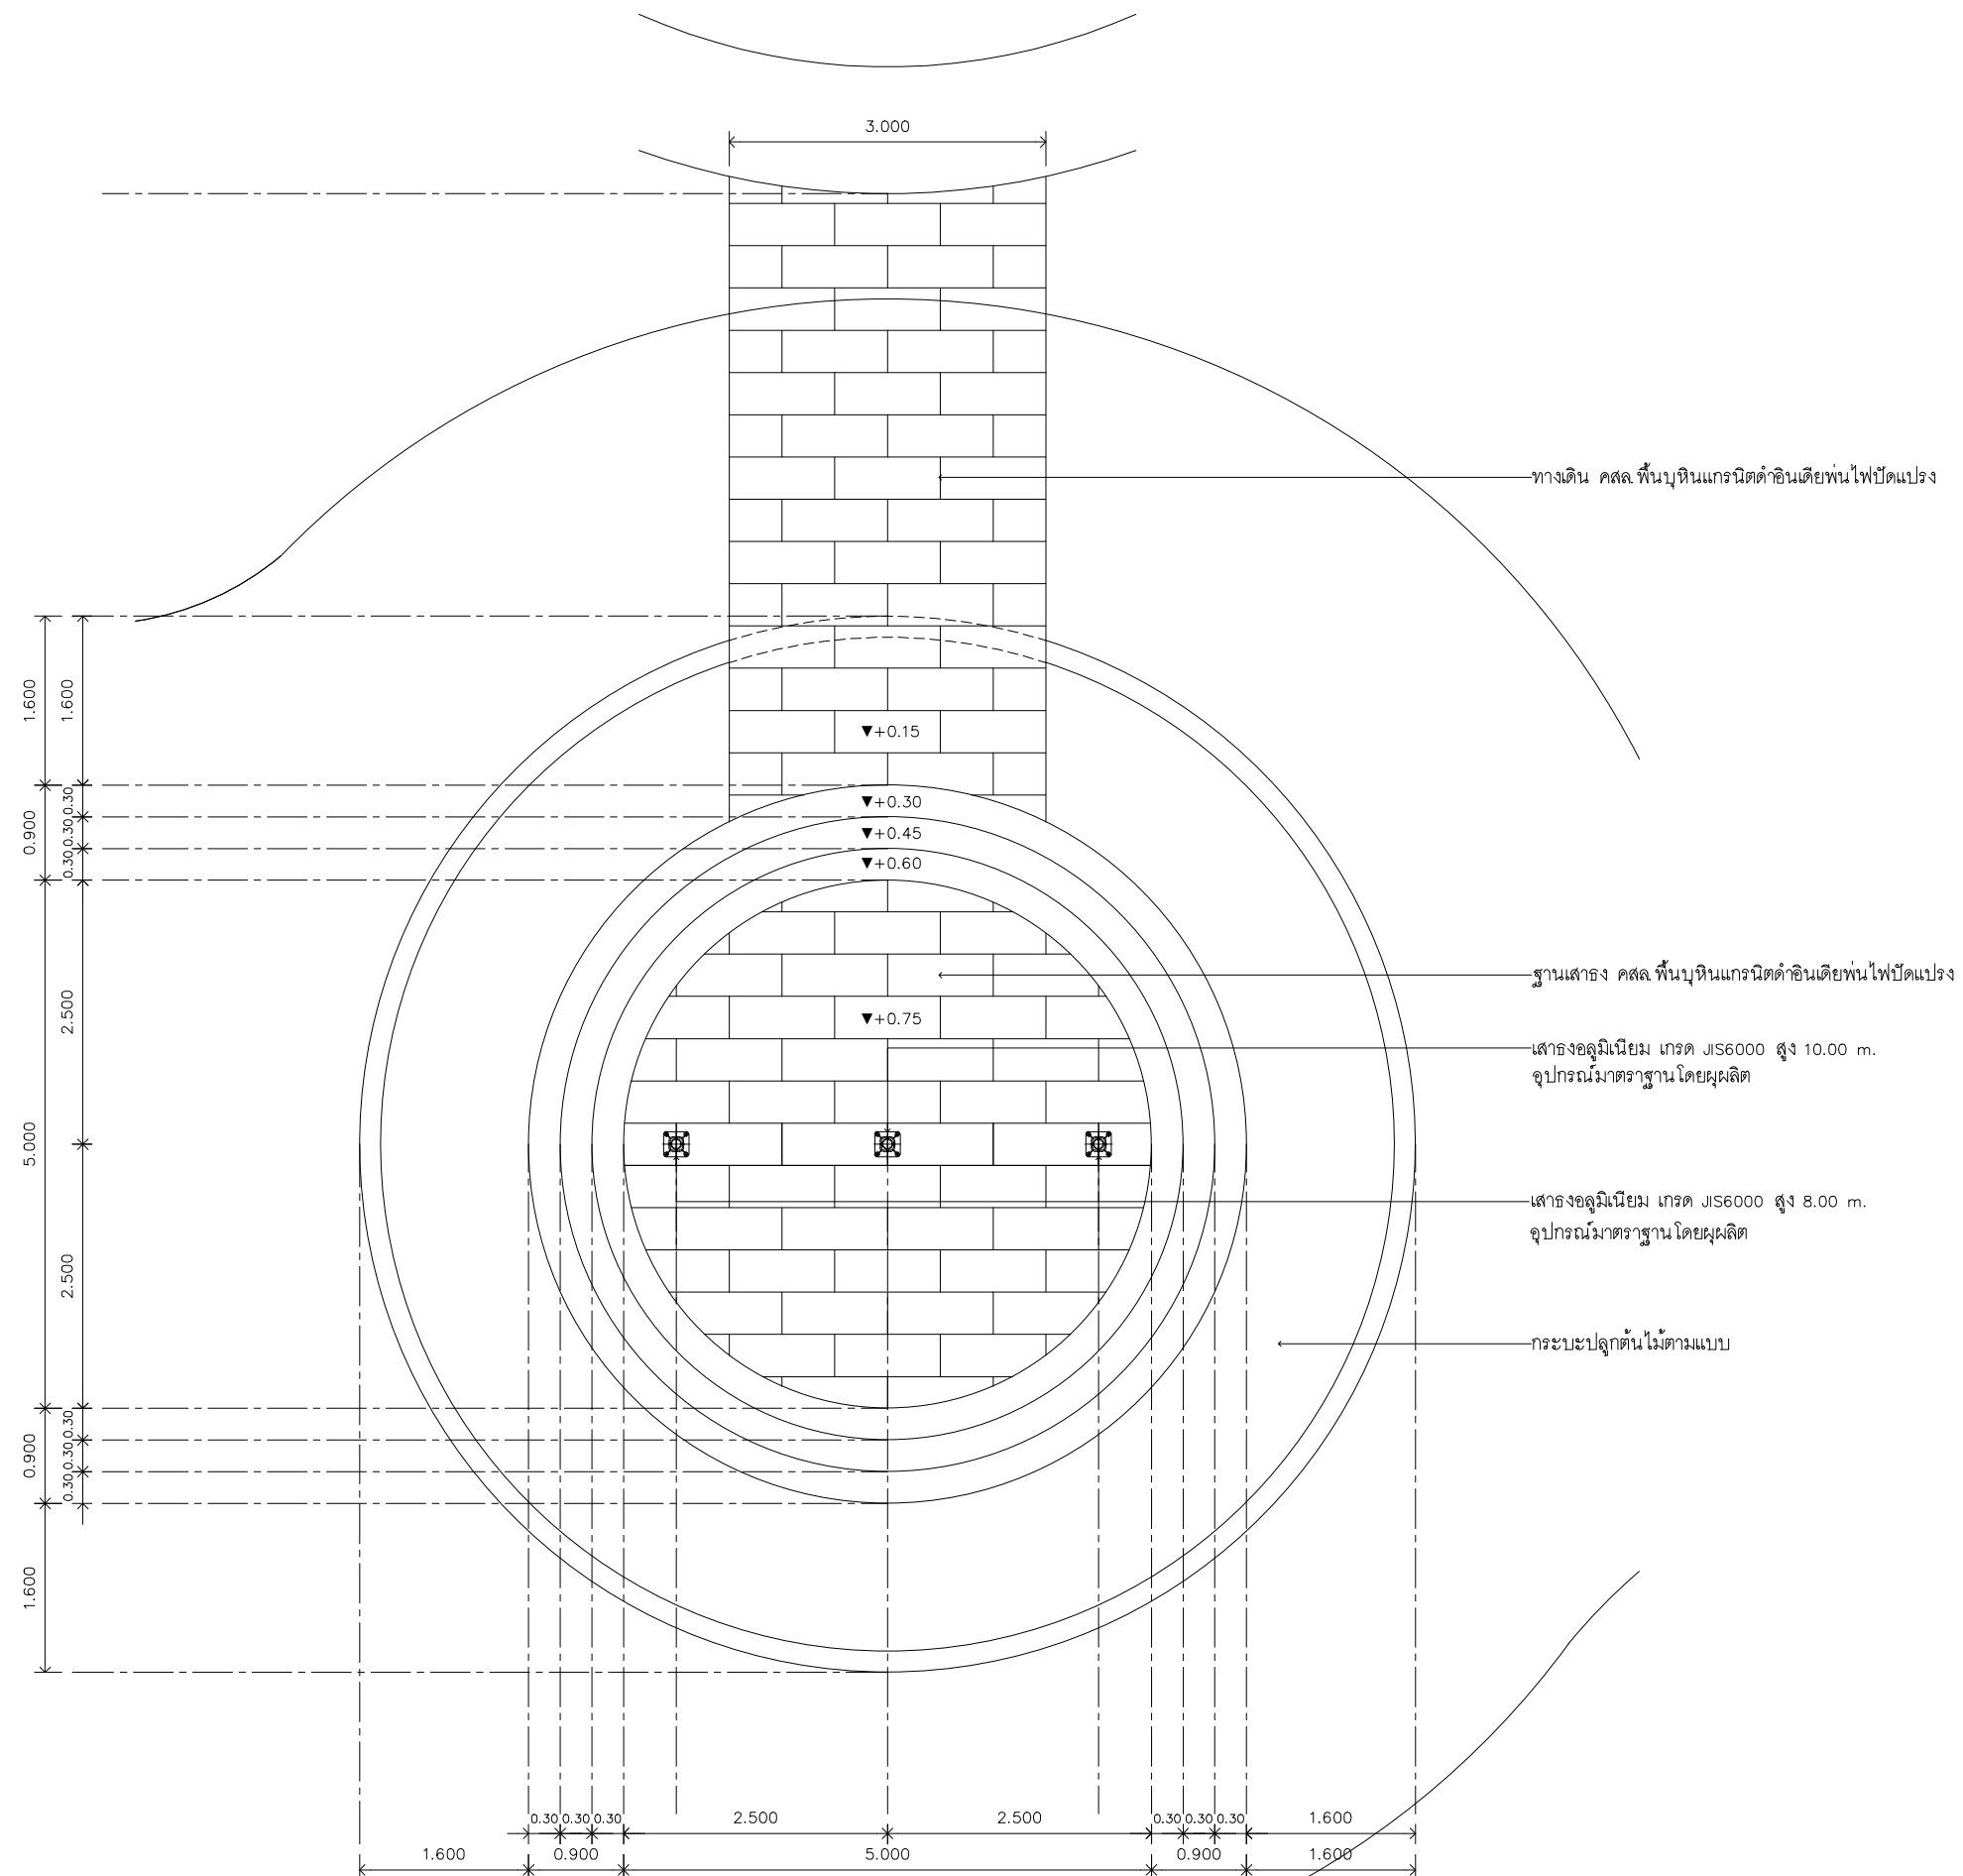 3.000
ทางเดิน คสล.พื้นบุหินแกรนิตดำอินเดียพ่นไฟปัดแปรง
1.600
1.600
▼+0.15
0.900
0.30
0.30
0.30
▼+0.30
▼+0.45
▼+0.60
ฐานเสาธง คสล.พื้นบุหินแกรนิตดำอินเดียพ่นไฟปัดแปรง
2.500
▼+0.75
เสาธงอลูมิเนียม เกรด JIS6000 สูง 10.00 m.
อุปกรณ์มาตราฐานโดยผุผลิต
5.000
เสาธงอลูมิเนียม เกรด JIS6000 สูง 8.00 m.
อุปกรณ์มาตราฐานโดยผุผลิต
2.500
กระบะปลูกต้นไม้ตามแบบ
0.900
0.30
0.30
0.30
1.600
0.30 0.30 0.30 2.500 2.500 0.30 0.30 0.30 1.600
1.600 0.900 5.000 0.900 1.600